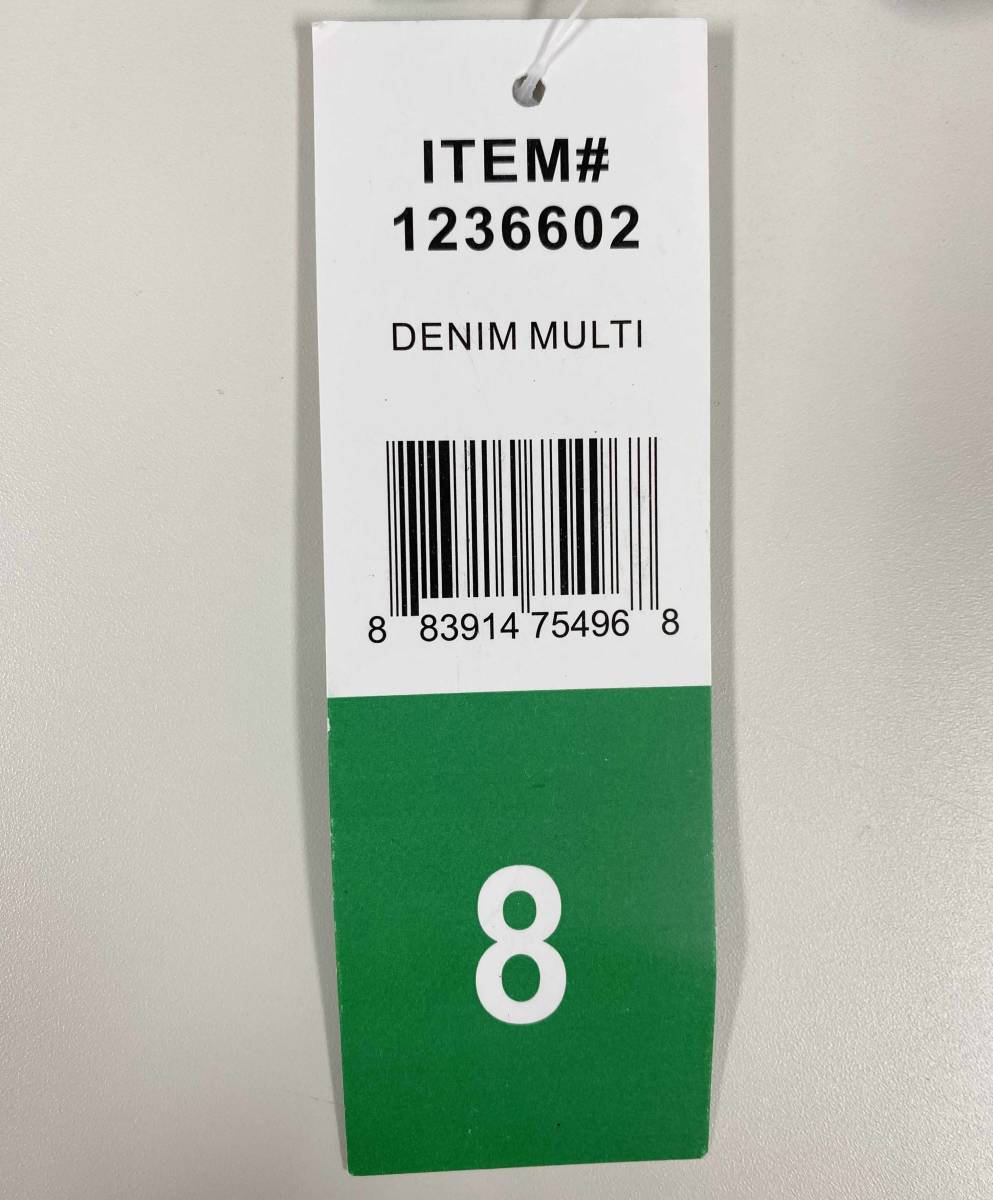 ITEM#
1236602
DENIM MULTI
8 83914 75496 8
8